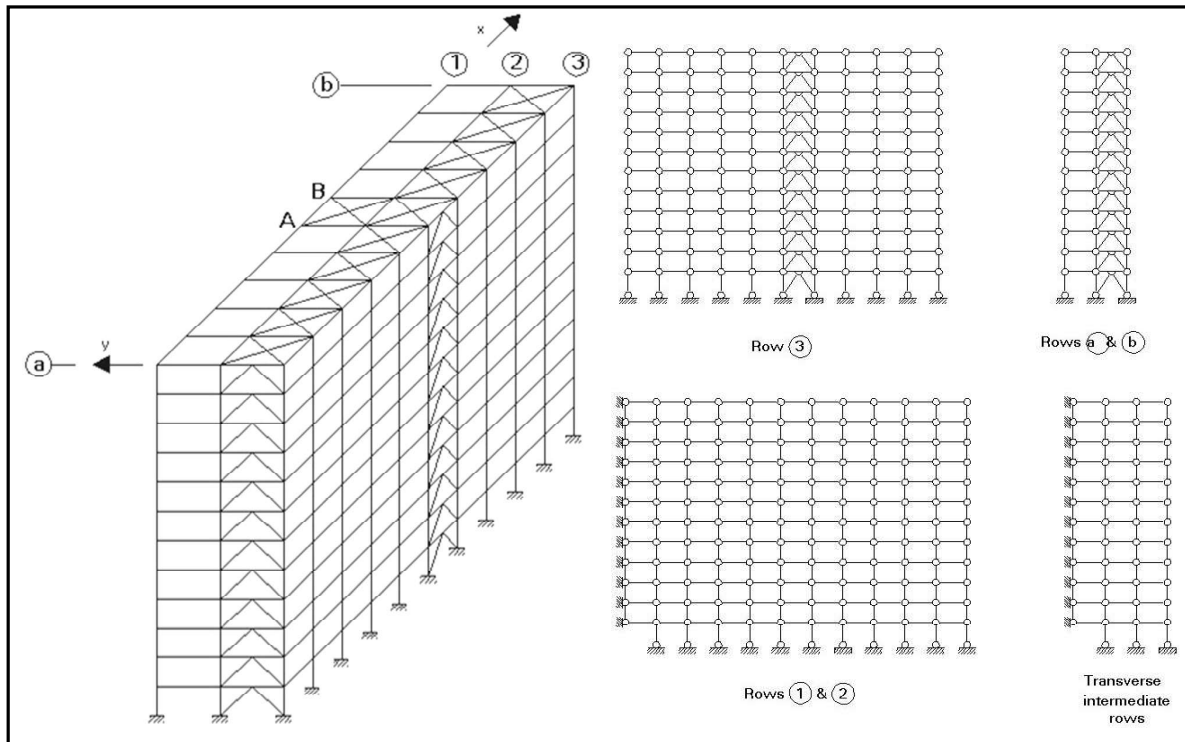 x
1 2 3
b
B
A
y
a
Row 3
Rows a & b
Rows 1 & 2
Transverse
intermediate
rows